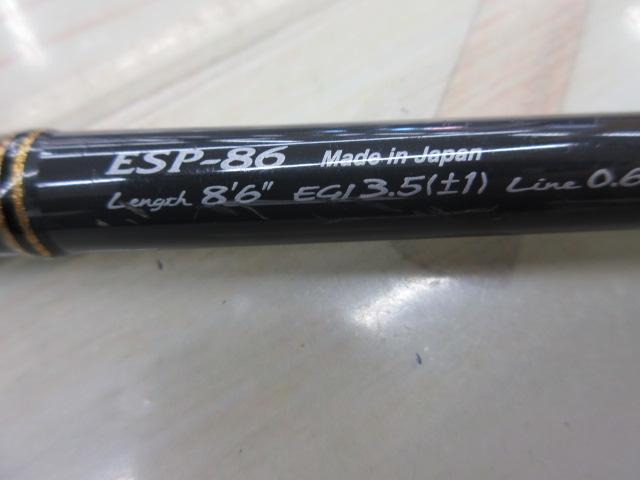 ESP-86 Made in Japan
Length 8'6" EGI 3.5(±1) Line 0.6